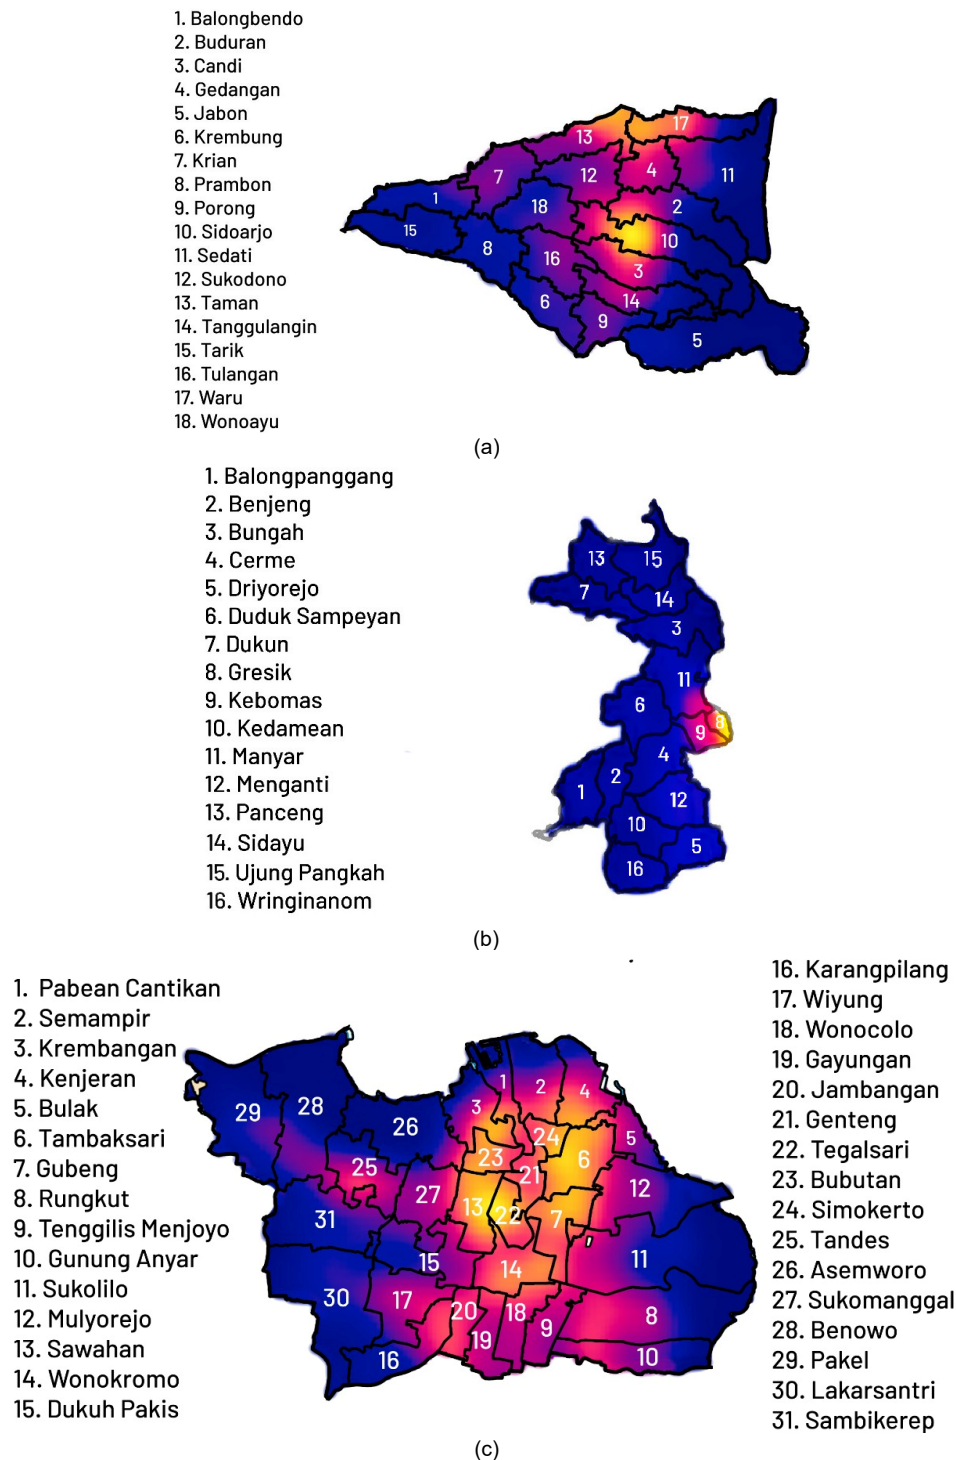 1. Balongbendo
2. Buduran
3. Candi
4. Gedangan
5. Jabon
6. Krembung
7. Krian
8. Prambon
9. Porong
10. Sidoarjo
11. Sedati
12. Sukodono
13. Taman
14. Tanggulangin
15. Tarik
16. Tulangan
17. Waru
18. Wonoayu
17
13
4
12
7
11
1
18
2
15
10
8
16
3
6
14
9
5
(a)
1. Balongpanggang
2. Benjeng
3. Bungah
4. Cerme
5. Driyorejo
6. Duduk Sampeyan
7. Dukun
8. Gresik
9. Kebomas
10. Kedamean
11. Manyar
12. Menganti
13. Panceng
14. Sidayu
15. Ujung Pangkah
16. Wringinanom
13
15
7
14
3
11
6
8
9
4
2
1
12
10
5
16
(b)
1. Pabean Cantikan
2. Semampir
3. Krembangan
4. Kenjeran
5. Bulak
6. Tambaksari
7. Gubeng
8. Rungkut
9. Tenggilis Menjoyo
10. Gunung Anyar
11. Sukolilo
12. Mulyorejo
13. Sawahan
14. Wonokromo
15. Dukuh Pakis
1
2
4
3
28
29
26
24
5
23
6
25
21
27
12
13
22
7
31
15
11
14
30
17
20
18
8
9
19
16
10
16. Karangpilang
17. Wiyung
18. Wonocolo
19. Gayungan
20. Jambangan
21. Genteng
22. Tegalsari
23. Bubutan
24. Simokerto
25. Tandes
26. Asemworo
27. Sukomanggal
28. Benowo
29. Pakel
30. Lakarsantri
31. Sambikerep
(c)